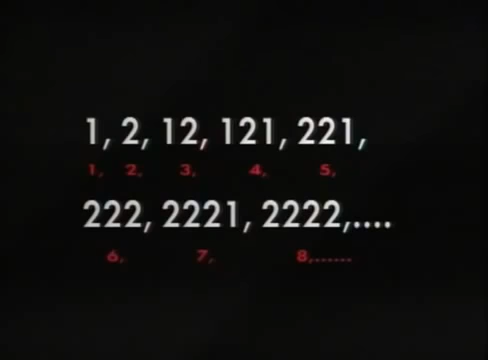 1, 2, 12, 121, 221,
1, 2, 3, 4, 5,
222, 2221, 2222,....
6, 7, 8,......